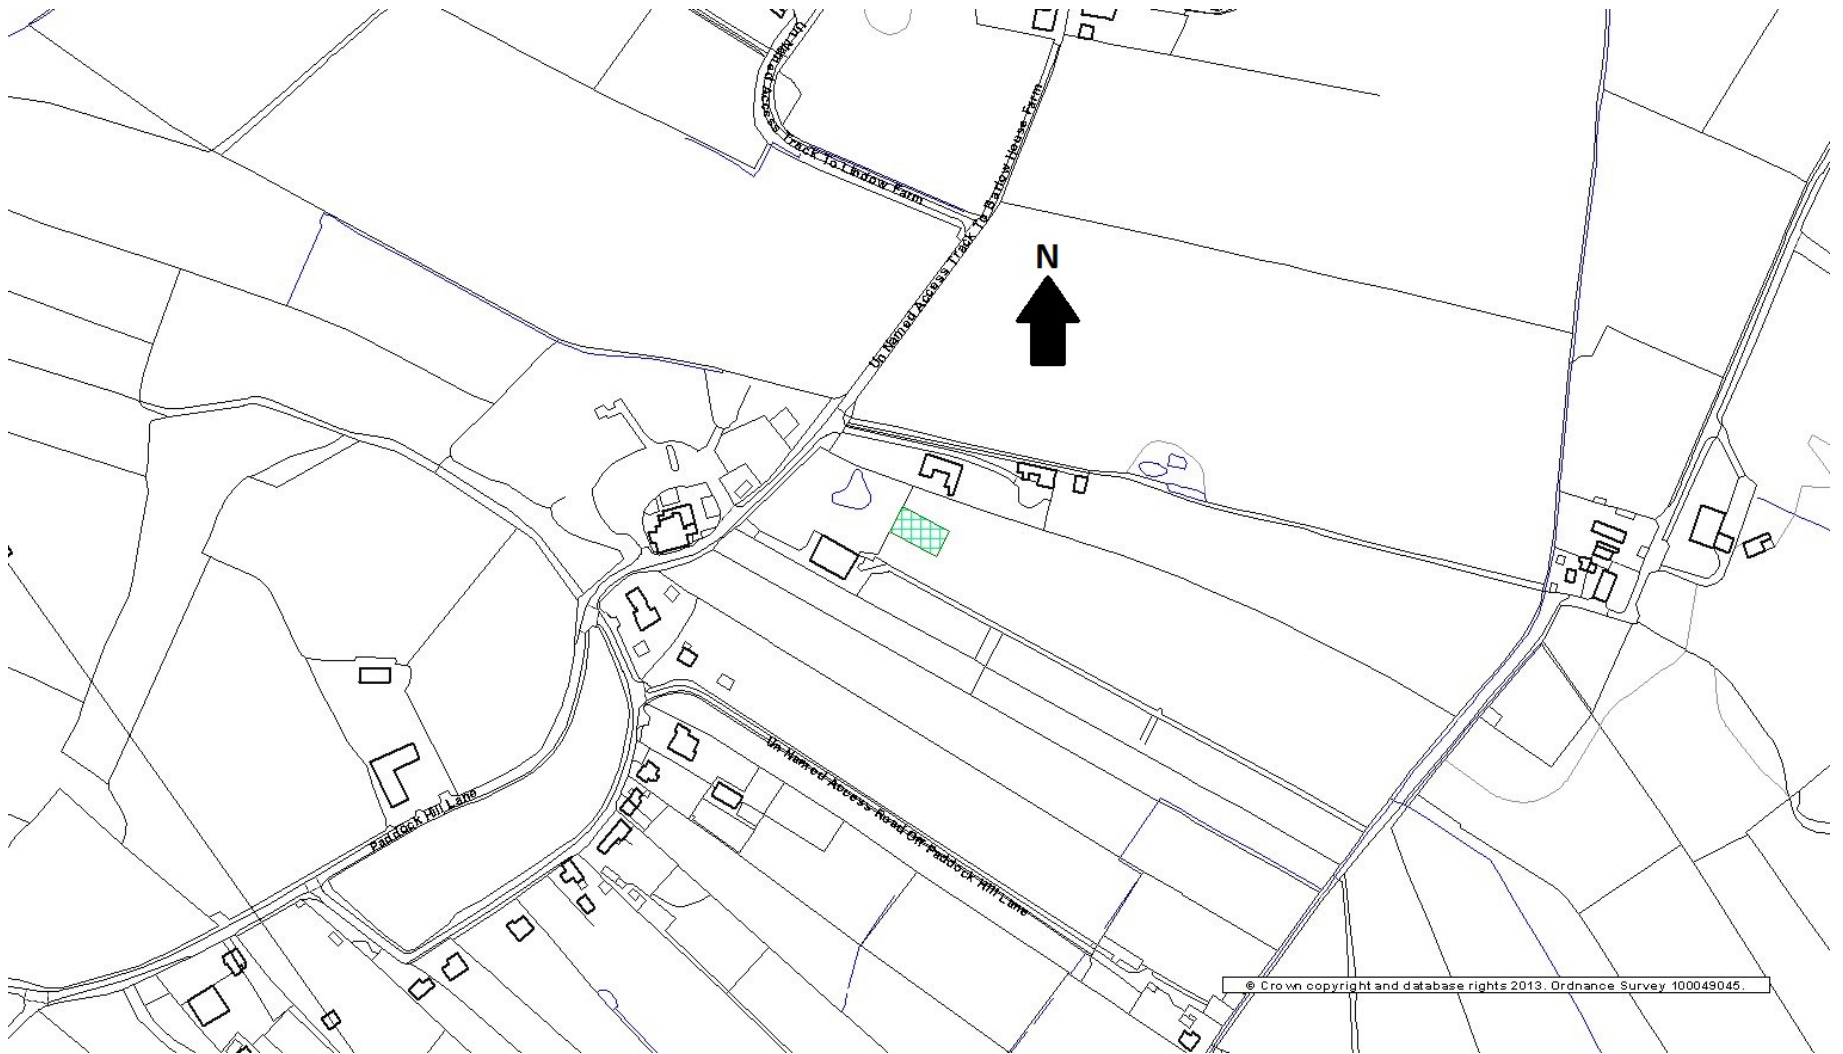 Un Named Access Track To Lindow Farm
Un Named Access Track To Barlow House Farm
N
Un Named Access Road Off Paddock Hill Lane
Paddock Hill Lane
© Crown copyright and database rights 2013. Ordnance Survey 100049045.